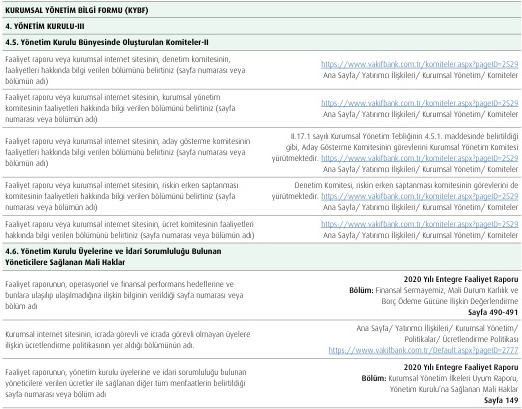 KURUMSAL YÖNETİM BİLGİ FORMU (KYBF)
4. YÖNETİM KURULU-III
4.5. Yönetim Kurulu Bünyesinde Oluşturulan Komiteler-II
Faaliyet raporu veya kurumsal internet sitesinin, denetim komitesinin,
faaliyetleri hakkında bilgi verilen bölümünü belirtiniz (sayfa numarası veya
bölümün adı)
https://www.vakifbank.com.tr/komiteler.aspx?pageID=2529
Ana Sayfa/ Yatırımcı İlişkileri/ Kurumsal Yönetim/ Komiteler
Faaliyet raporu veya kurumsal internet sitesinin, kurumsal yönetim
komitesinin faaliyetleri hakkında bilgi verilen bölümünü belirtiniz (sayfa
numarası veya bölümün adı)
https://www.vakifbank.com.tr/komiteler.aspx?pageID=2529
Ana Sayfa/ Yatırımcı İlişkileri/ Kurumsal Yönetim/ Komiteler
Faaliyet raporu veya kurumsal internet sitesinin, aday gösterme komitesinin
faaliyetleri hakkında bilgi verilen bölümünü belirtiniz (sayfa numarası veya
bölümün adı)
II.17.1 sayılı Kurumsal Yönetim Tebliğinin 4.5.1. maddesinde belirtildiği
gibi, Aday Gösterme Komitesinin görevlerini Kurumsal Yönetim Komitesi
yürütmektedir. https://www.vakifbank.com.tr/komiteler.aspx?pageID=2529
Ana Sayfa/ Yatırımcı İlişkileri/ Kurumsal Yönetim/ Komiteler
Faaliyet raporu veya kurumsal internet sitesinin, riskin erken saptanması
komitesinin faaliyetleri hakkında bilgi verilen bölümünü belirtiniz (sayfa
numarası veya bölümün adı)
Denetim Komitesi, riskin erken saptanması komitesinin görevlerini de
yürütmektedir. https://www.vakifbank.com.tr/komiteler.aspx?pageID=2529
Ana Sayfa/ Yatırımcı İlişkileri/ Kurumsal Yönetim/ Komiteler
Faaliyet raporu veya kurumsal internet sitesinin, ücret komitesinin faaliyetleri
hakkında bilgi verilen bölümünü belirtiniz (sayfa numarası veya bölümün adı)
https://www.vakifbank.com.tr/komiteler.aspx?pageID=2529
Ana Sayfa/ Yatırımcı İlişkileri/ Kurumsal Yönetim/ Komiteler
4.6. Yönetim Kurulu Üyelerine ve İdari Sorumluluğu Bulunan
Yöneticilere Sağlanan Mali Haklar
Faaliyet raporunun, operasyonel ve finansal performans hedeflerine ve
bunlara ulaşılıp ulaşılmadığına ilişkin bilginin verildiği sayfa numarası veya
bölüm adı
2020 Yılı Entegre Faaliyet Raporu
Bölüm: Finansal Sermayemiz, Mali Durum Karlılık ve
Borç Ödeme Gücüne İlişkin Değerlendirme
Sayfa 490-491
Kurumsal internet sitesinin, icrada görevli ve icrada görevli olmayan üyelere
ilişkin ücretlendirme politikasının yer aldığı bölümünün adı.
Ana Sayfa/ Yatırımcı İlişkileri/ Kurumsal Yönetim/
Politikalar/ Ücretlendirme Politikası
https://www.vakifbank.com.tr/Default.aspx?pageID=2777
Faaliyet raporunun, yönetim kurulu üyelerine ve idari sorumluluğu bulunan
yöneticilere verilen ücretler ile sağlanan diğer tüm menfaatlerin belirtildiği
sayfa numarası veya bölüm adı
2020 Yılı Entegre Faaliyet Raporu
Bölüm: Kurumsal Yönetim İlkeleri Uyum Raporu,
Yönetim Kurulu'na Sağlanan Mali Haklar
Sayfa 149